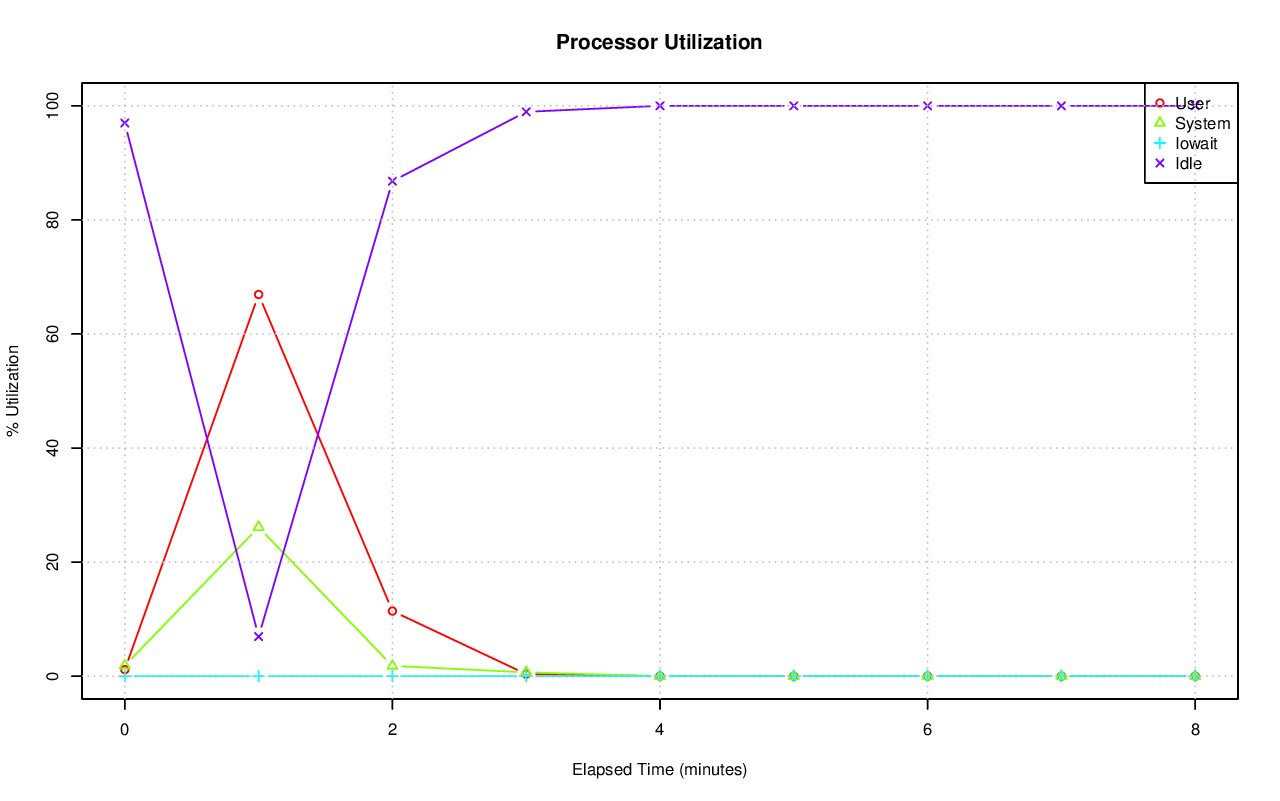 Processor Utilization
% Utilization
100
80
60
40
20
0
User
System
Iowait
Idle
0 2 4 6 8
Elapsed Time (minutes)